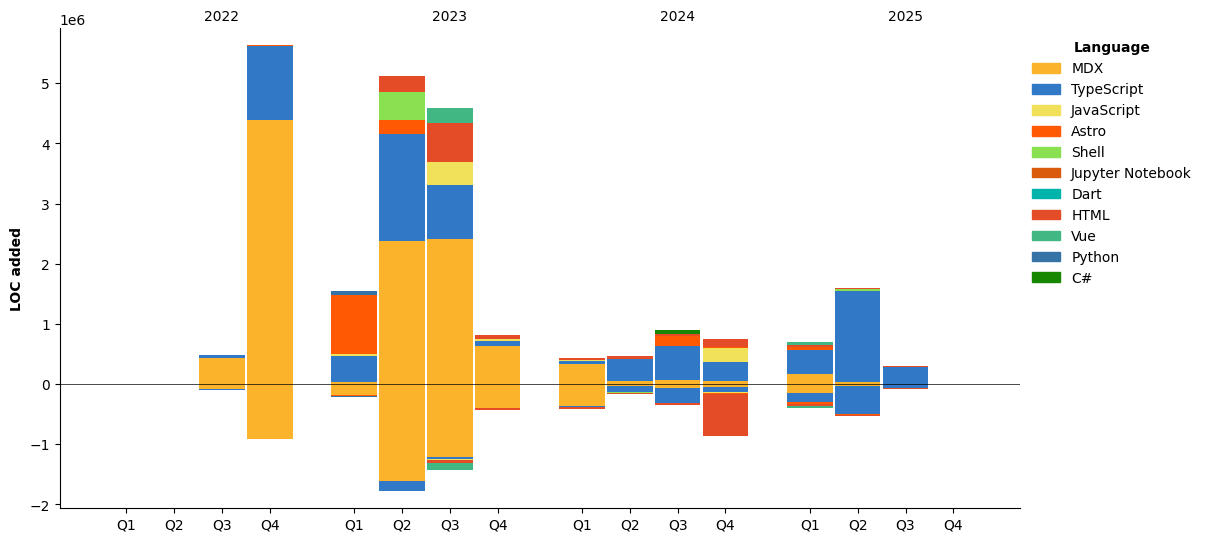 1e6
2022 2023 2024 2025
LOC added
5
4
3
2
1
0
−1
−2
Q1 Q2 Q3 Q4 Q1 Q2 Q3 Q4 Q1 Q2 Q3 Q4 Q1 Q2 Q3 Q4
Language
MDX
TypeScript
JavaScript
Astro
Shell
Jupyter Notebook
Dart
HTML
Vue
Python
C#